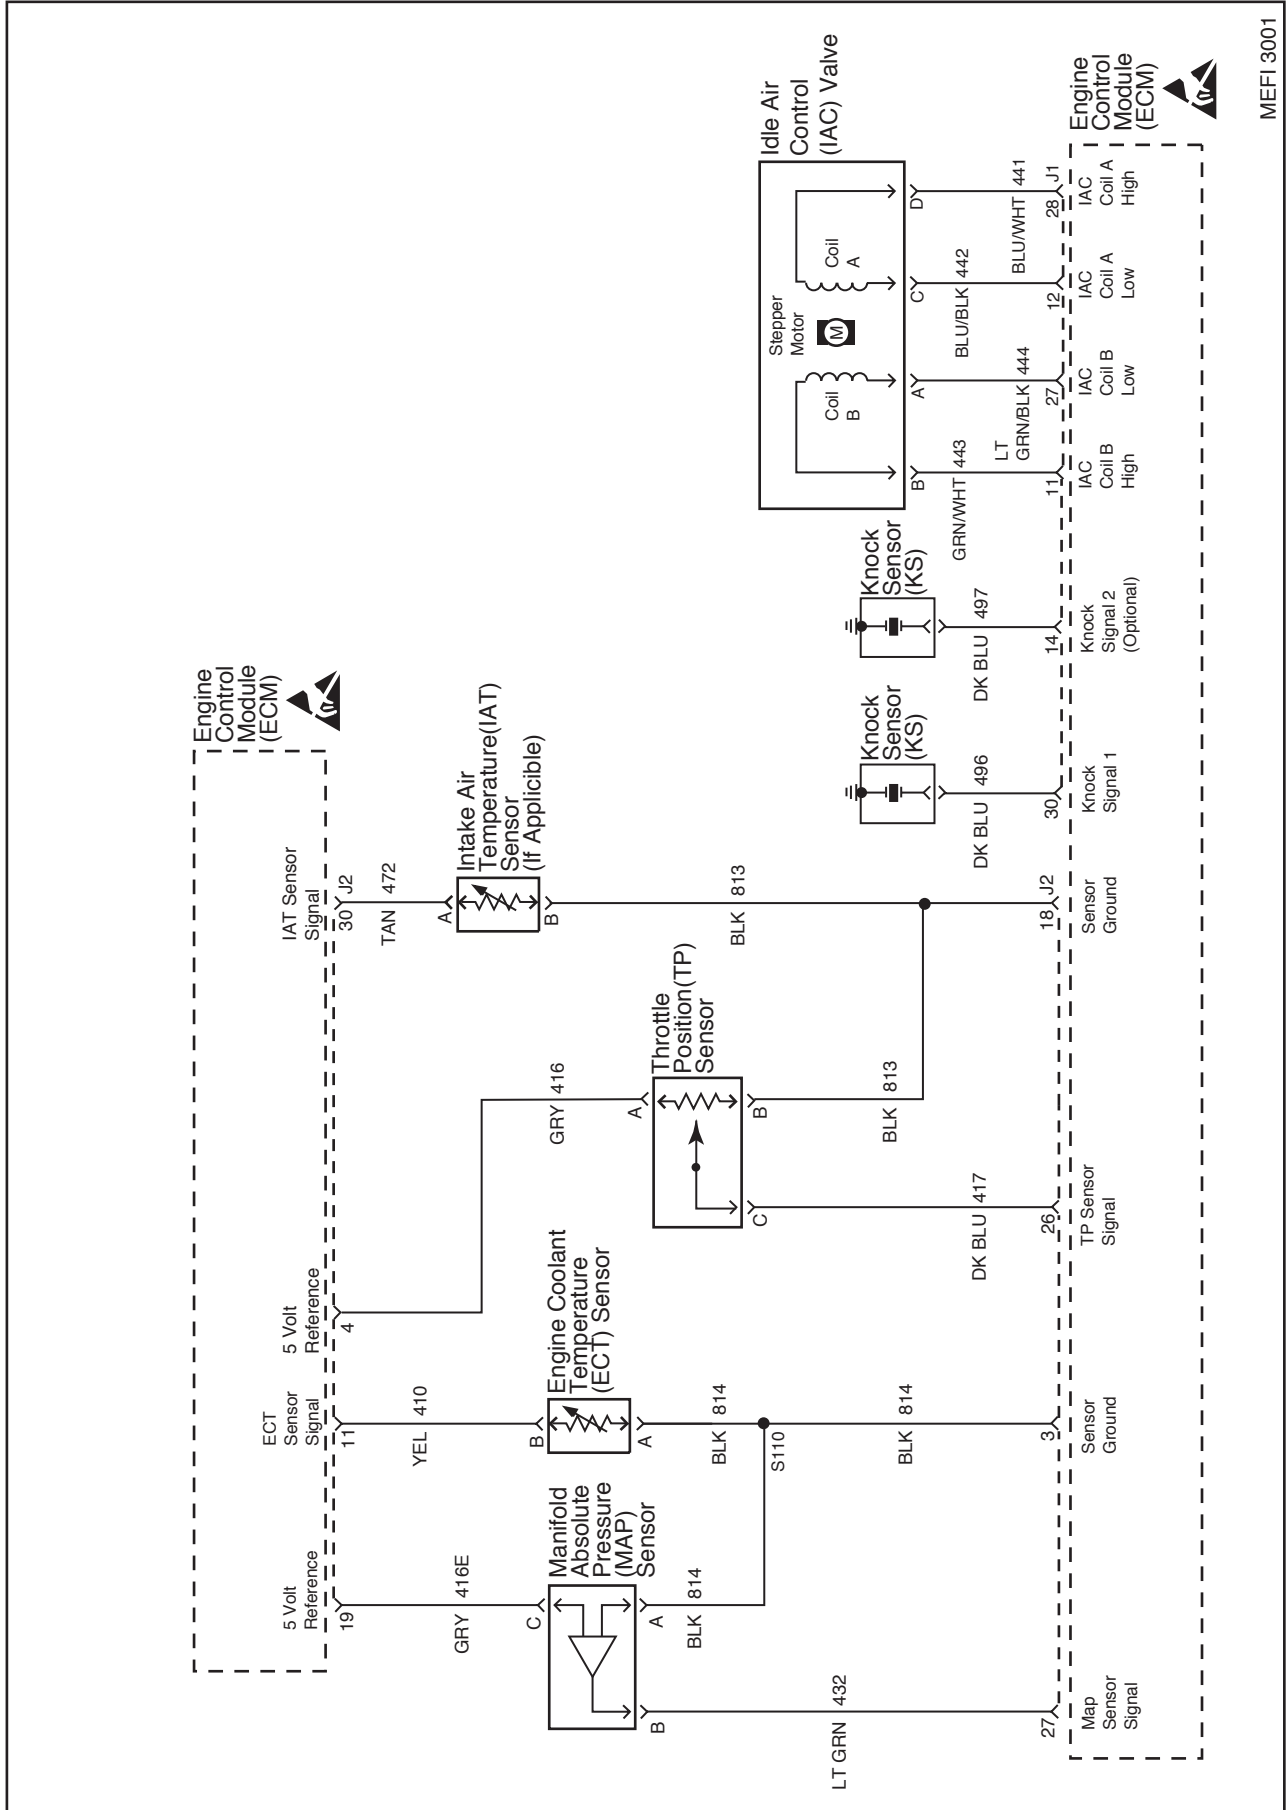 Engine
Control
Module
(ECM)
5 Volt
Reference
19
GRY 416E
ECT
Sensor
Signal
11
YEL 410
5 Volt
Reference
4
GRY 416
IAT Sensor
Signal
30 J2
TAN 472
Manifold
Absolute
Pressure
(MAP)
Sensor
C
A
B
BLK 814
LT GRN 432
Engine Coolant
Temperature
(ECT) Sensor
B
A
BLK 814
S110
BLK 814
Throttle
Position(TP)
Sensor
A
B
C
BLK 813
DK BLU 417
Intake Air
Temperature(IAT)
Sensor
(If Applicible)
A
B
BLK 813
Knock
Sensor
(KS)
DK BLU 496
Knock
Sensor
(KS)
DK BLU 497
Idle Air
Control
(IAC) Valve
Stepper
Motor
M
Coil
B
Coil
A
B
A
C
D
GRN/WHT 443
LT
GRN/BLK 444
BLU/BLK 442
BLU/WHT 441
27
Map
Sensor
Signal
3
Sensor
Ground
26
TP Sensor
Signal
18 J2
Sensor
Ground
30
Knock
Signal 1
14
Knock
Signal 2
(Optional)
11
IAC
Coil B
High
27
IAC
Coil B
Low
12
IAC
Coil A
Low
28 J1
IAC
Coil A
High
Engine
Control
Module
(ECM)
MEFI 3001